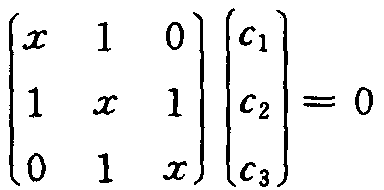 x 1 0 c₁
1 x 1 c₂ = 0
0 1 x c₃